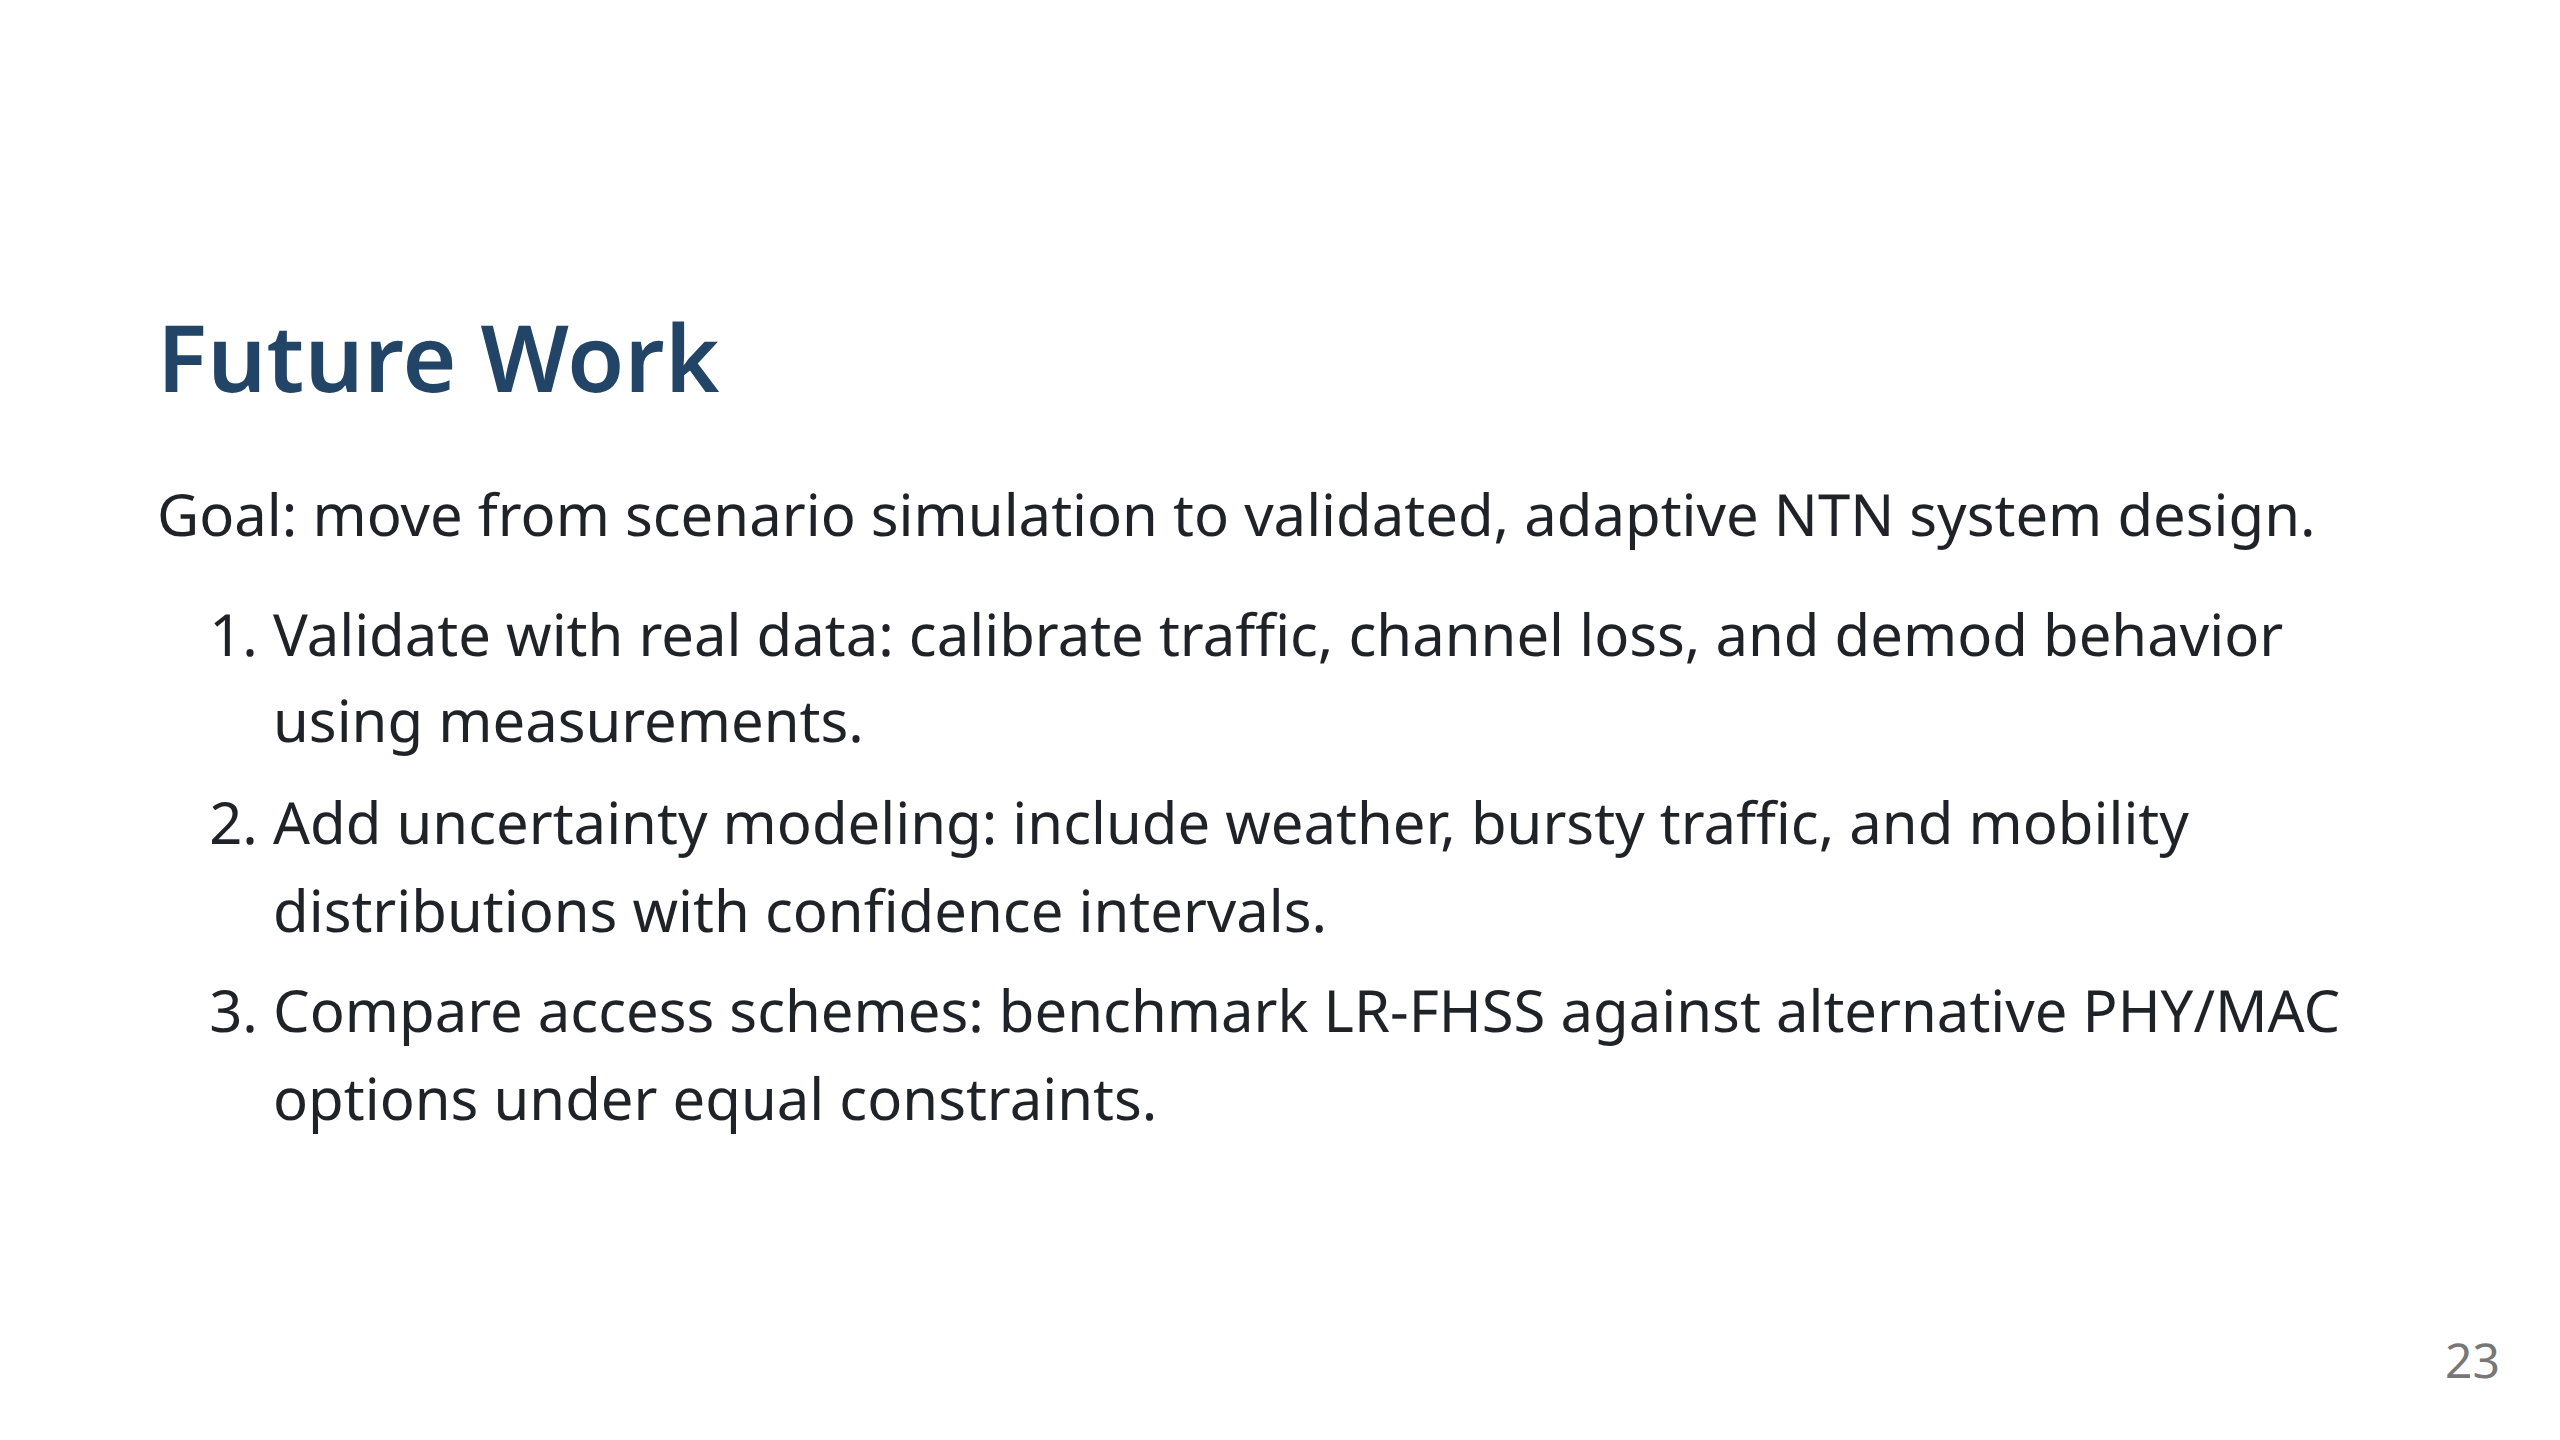 Future Work
Goal: move from scenario simulation to validated, adaptive NTN system design.
1. Validate with real data: calibrate traffic, channel loss, and demod behavior
using measurements.
2. Add uncertainty modeling: include weather, bursty traffic, and mobility
distributions with confidence intervals.
3. Compare access schemes: benchmark LR-FHSS against alternative PHY/MAC
options under equal constraints.
23